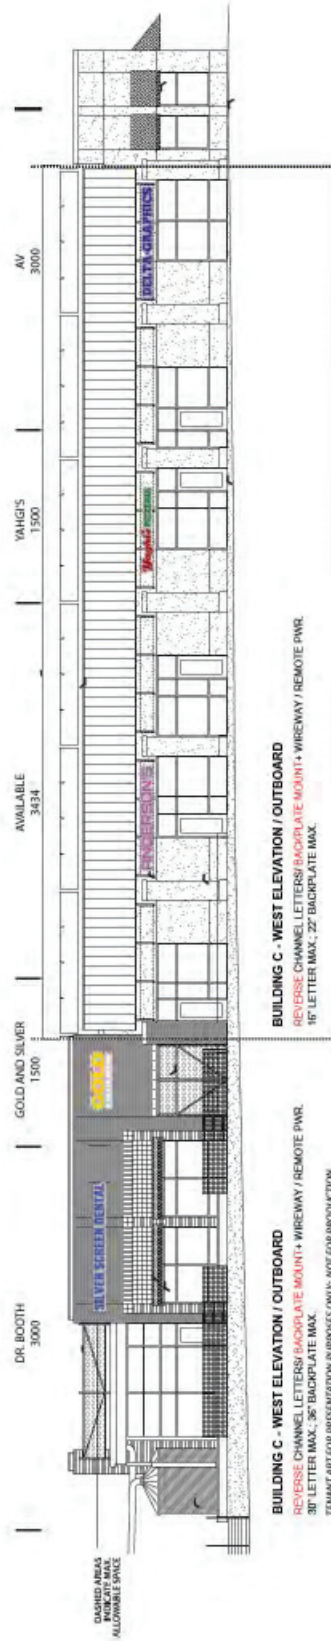 DR. BOOTH
3000
GOLD AND SILVER
1500
AVAILABLE
3434
YAHGI'S
1500
AV
3000
DASHED AREAS
INDICATE MAX.
ALLOWABLE SPACE
SILVER SCREEN DENTAL
GOLD
ANDERSON'S
Yahgi's
DELTA GRAPHICS
BUILDING C - WEST ELEVATION / OUTBOARD
REVERSE CHANNEL LETTERS/ BACKPLATE MOUNT+ WIREWAY / REMOTE PWR.
30" LETTER MAX.; 36" BACKPLATE MAX.
TENANT ART FOR PRESENTATION PURPOSES ONLY; NOT FOR PRODUCTION
BUILDING C - WEST ELEVATION / OUTBOARD
REVERSE CHANNEL LETTERS/ BACKPLATE MOUNT+ WIREWAY / REMOTE PWR.
16" LETTER MAX.; 22" BACKPLATE MAX.